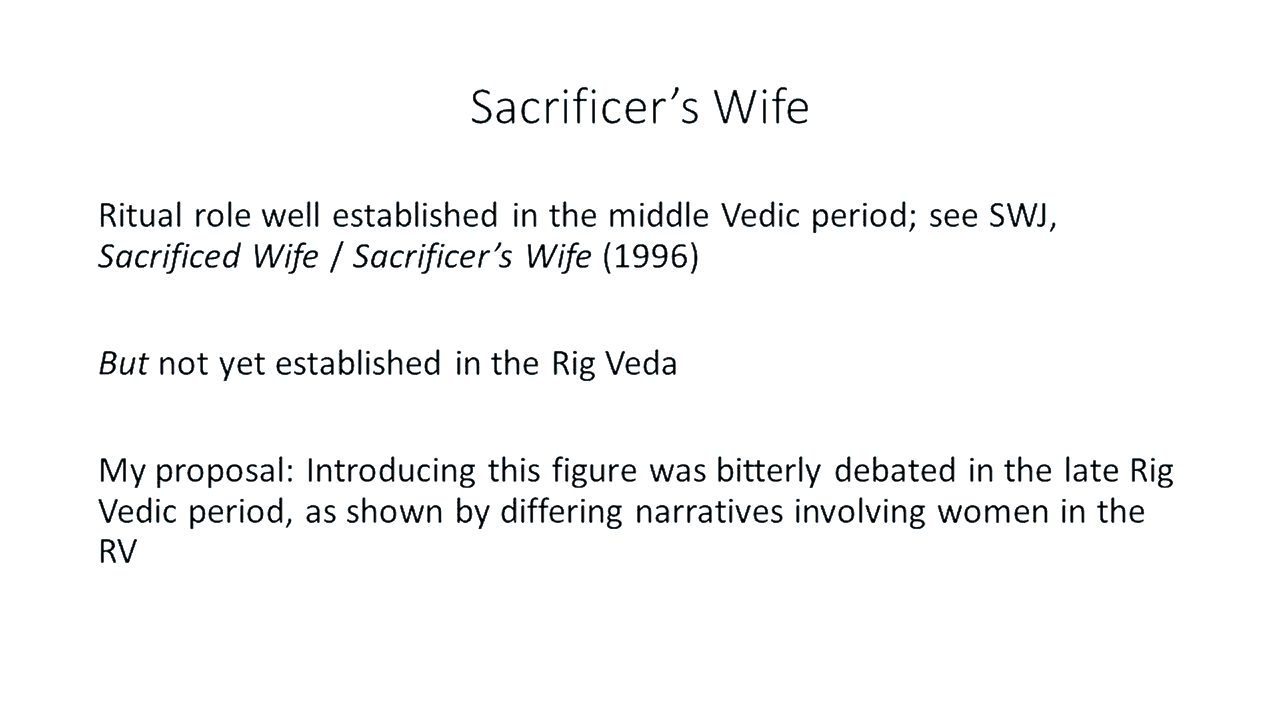 Sacrificer’s Wife
Ritual role well established in the middle Vedic period; see SWJ,
Sacrificed Wife / Sacrificer’s Wife (1996)
But not yet established in the Rig Veda
My proposal: Introducing this figure was bitterly debated in the late Rig
Vedic period, as shown by differing narratives involving women in the
RV